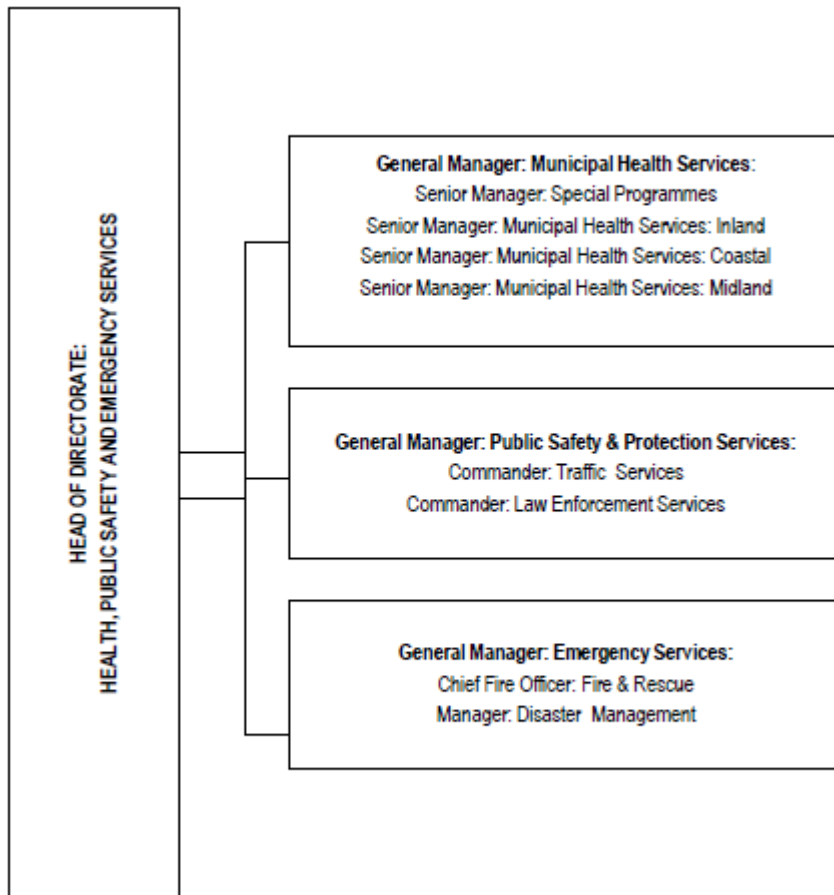 HEAD OF DIRECTORATE:
HEALTH, PUBLIC SAFETY AND EMERGENCY SERVICES
General Manager: Municipal Health Services:
Senior Manager: Special Programmes
Senior Manager: Municipal Health Services: Inland
Senior Manager: Municipal Health Services: Coastal
Senior Manager: Municipal Health Services: Midland
General Manager: Public Safety & Protection Services:
Commander: Traffic Services
Commander: Law Enforcement Services
General Manager: Emergency Services:
Chief Fire Officer: Fire & Rescue
Manager: Disaster Management